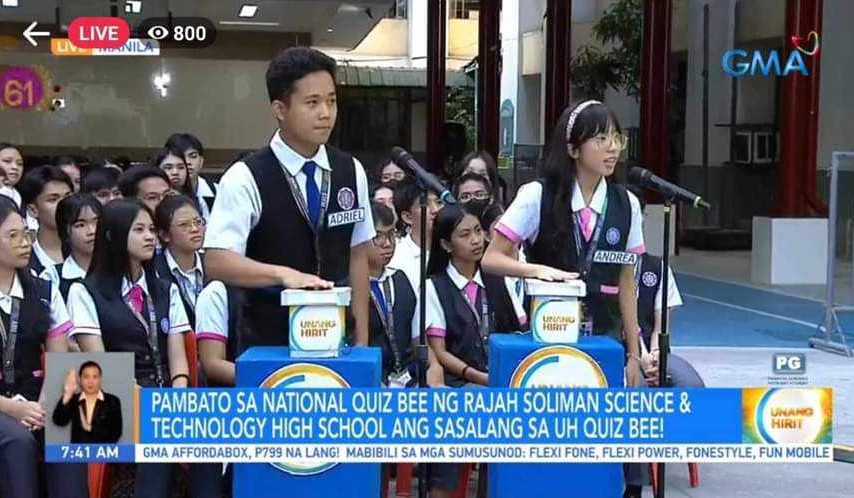 LIVE
800
LIVE MANILA
GMA
61
ADRIEL
ANDREA
UNANG
HIRIT
UNANG
HIRIT
PG
PAMBATO SA NATIONAL QUIZ BEE NG RAJAH SOLIMAN SCIENCE &
TECHNOLOGY HIGH SCHOOL ANG SASALANG SA UH QUIZ BEE!
UNANG
HIRIT
7:41 AM
GMA AFFORDABOX, P799 NA LANG! MABIBILI SA MGA SUMUSUNOD: FLEXI FONE, FLEXI POWER, FONESTYLE, FUN MOBILE